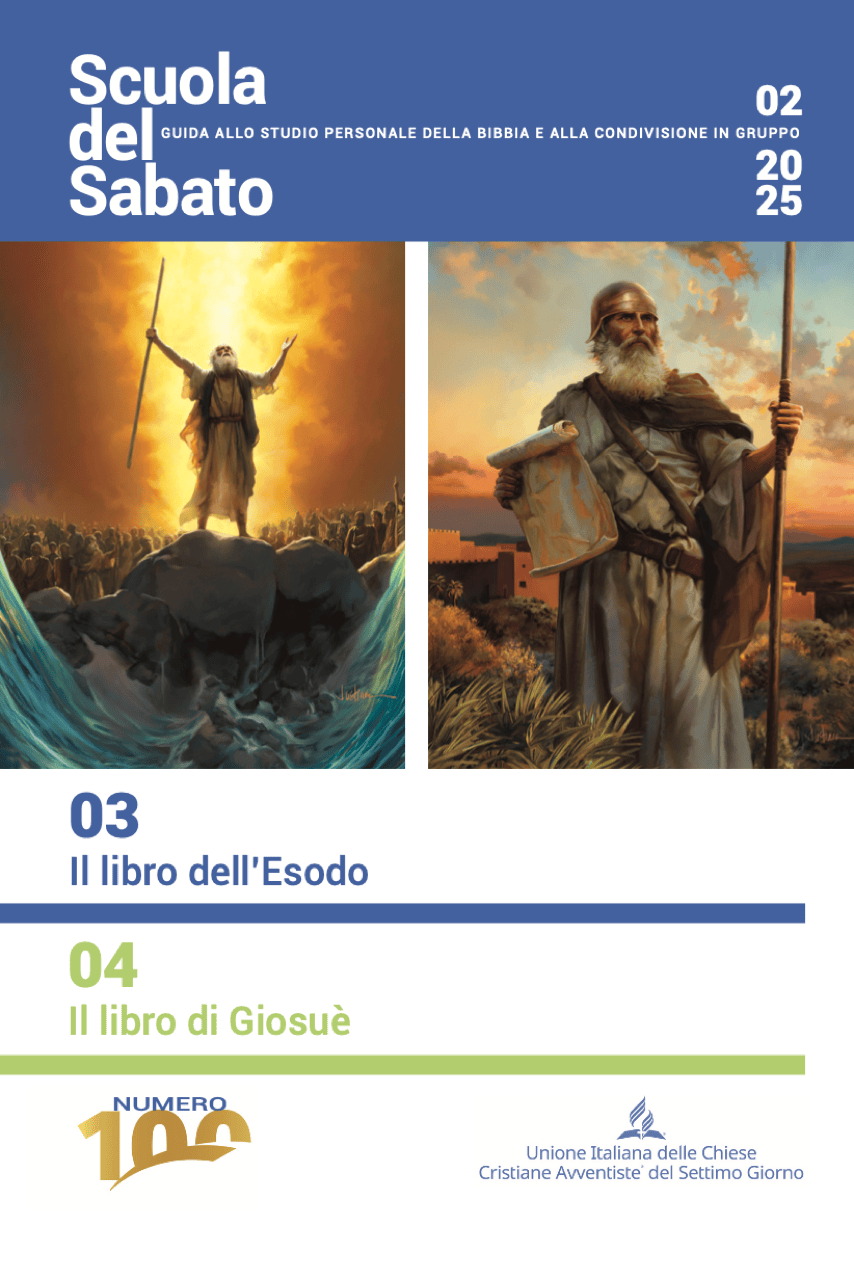 Scuola
del
Sabato
GUIDA ALLO STUDIO PERSONALE DELLA BIBBIA E ALLA CONDIVISIONE IN GRUPPO
02
20
25
03
Il libro dell'Esodo
04
Il libro di Giosuè
NUMERO
100
Unione Italiana delle Chiese
Cristiane Avventiste® del Settimo Giorno